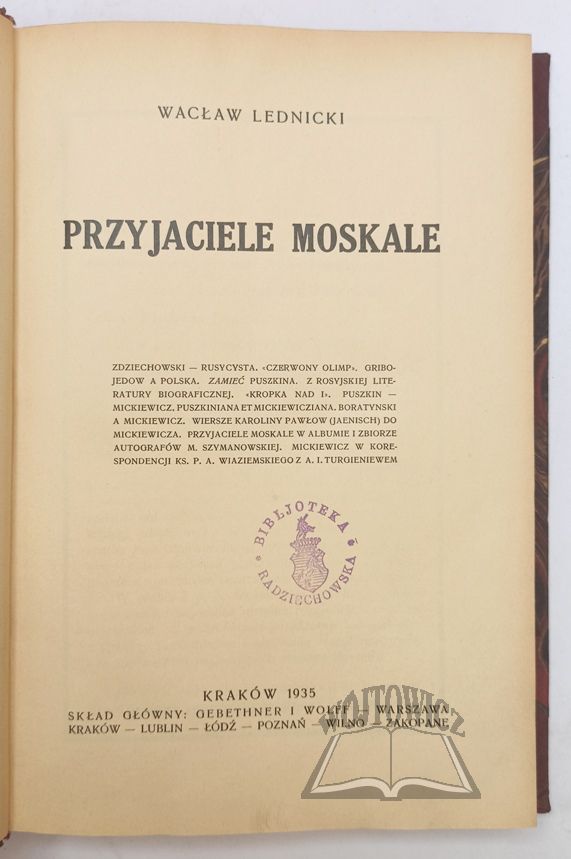 WACŁAW LEDNICKI
PRZYJACIELE MOSKALE
ZDZIECHOWSKI — RUSYCYSTA. «CZERWONY OLIMP». GRIBO-
JEDOW A POLSKA. ZAMIEĆ PUSZKINA. Z ROSYJSKIEJ LITE-
RATURY BIOGRAFICZNEJ. «KROPKA NAD I». PUSZKIN —
MICKIEWICZ. PUSZKINIANA ET MICKIEWICZIANA. BORATYNSKI
A MICKIEWICZ. WIERSZE KAROLINY PAWŁOW (JAENISCH) DO
MICKIEWICZA. PRZYJACIELE MOSKALE W ALBUMIE I ZBIORZE
AUTOGRAFÓW M. SZYMANOWSKIEJ. MICKIEWICZ W KORE-
SPONDENCJI KS. P. A. WIAZIEMSKIEGO Z A. I. TURGIENIEWEM
BIBLJOTEKA
RADZIECHOWSKA
KRAKÓW 1935
SKŁAD GŁÓWNY: GEBETHNER I WOLFF — WARSZAWA
KRAKÓW — LUBLIN — ŁÓDŹ — POZNAŃ — WILNO — ZAKOPANE
WÓJTOWICZ